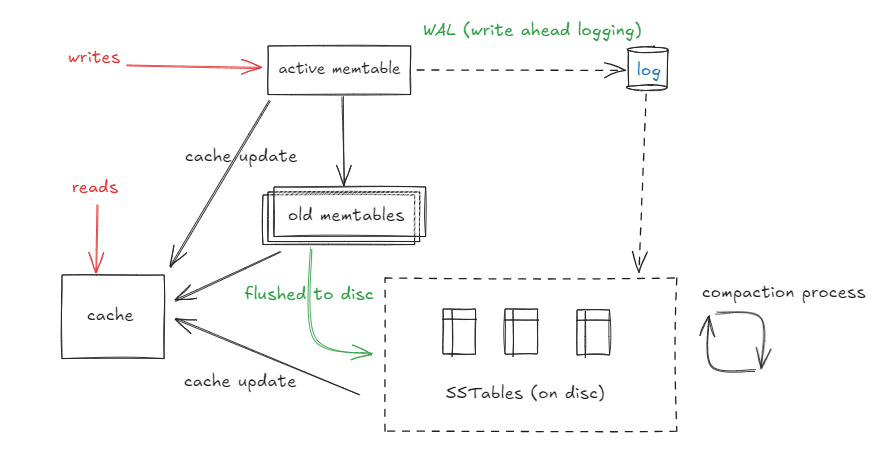 WAL (write ahead logging)
writes
active memtable
log
cache update
reads
old memtables
flushed to disc
compaction process
cache
cache update
SSTables (on disc)